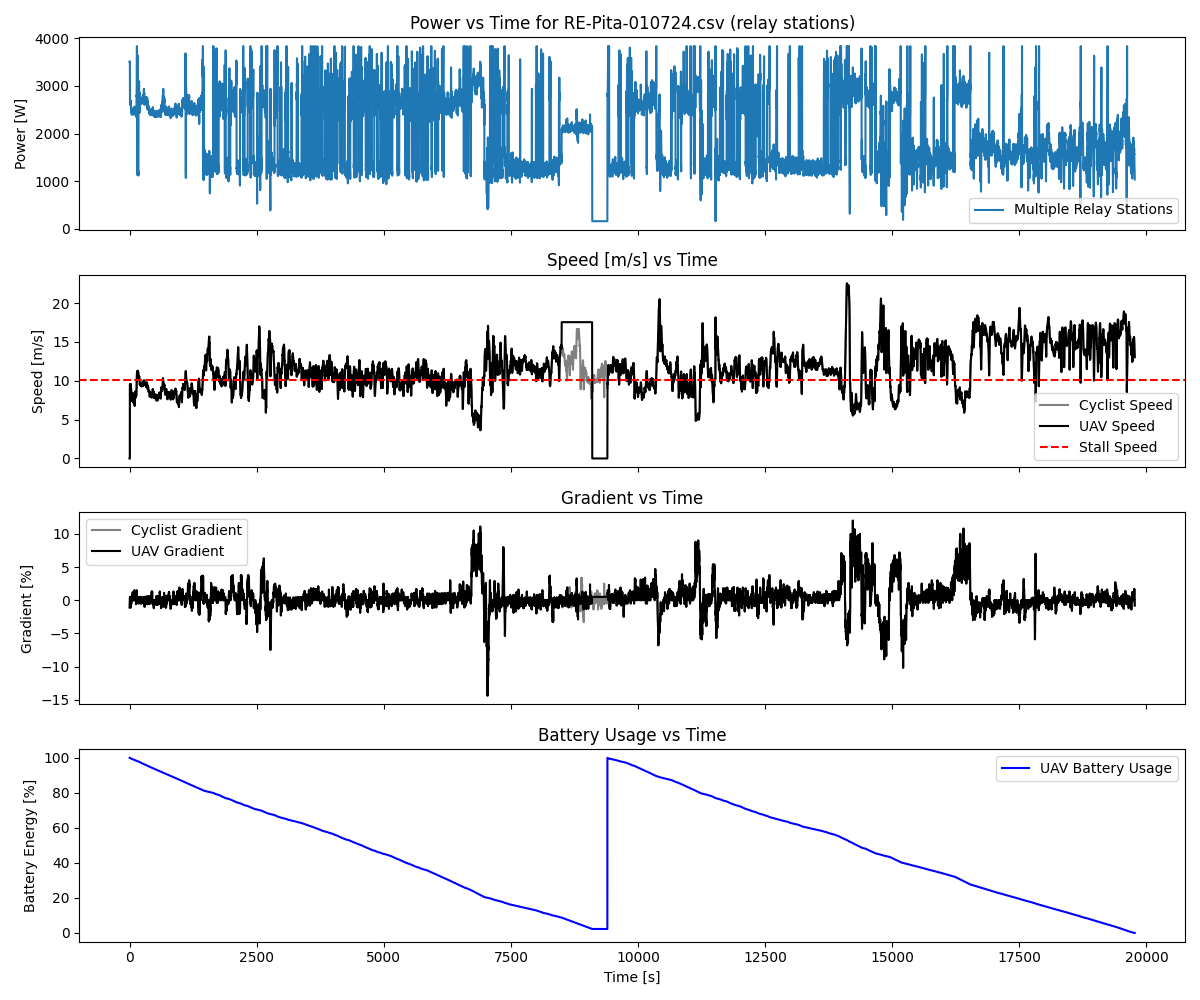 Power vs Time for RE-Pita-010724.csv (relay stations)
Power [W]
4000
3000
2000
1000
0
Multiple Relay Stations
Speed [m/s] vs Time
Speed [m/s]
20
15
10
5
0
Cyclist Speed
UAV Speed
Stall Speed
Gradient vs Time
Gradient [%]
10
5
0
−5
−10
−15
Cyclist Gradient
UAV Gradient
Battery Usage vs Time
Battery Energy [%]
100
80
60
40
20
0
UAV Battery Usage
0 2500 5000 7500 10000 12500 15000 17500 20000
Time [s]